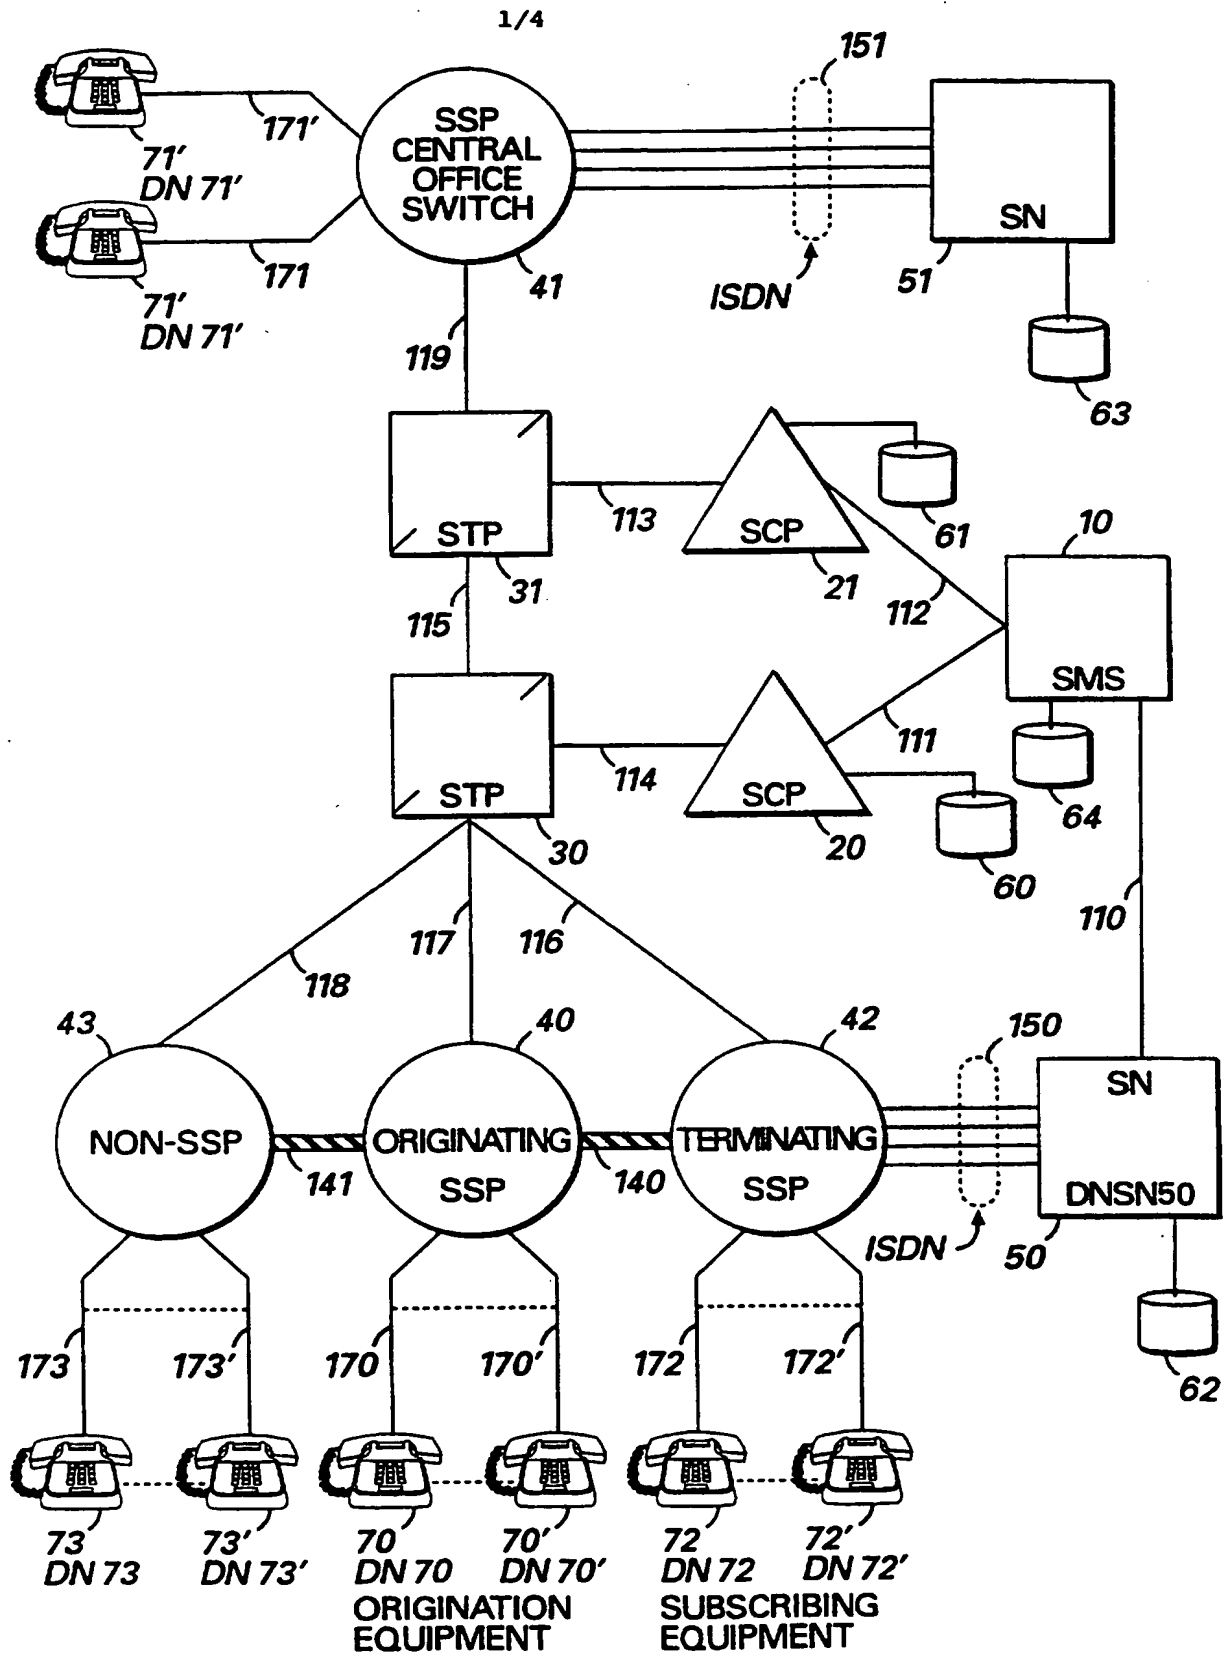 1/4
151
SSP
CENTRAL
OFFICE
SWITCH
171'
71'
DN 71'
SN
171
41
ISDN
51
71'
DN 71'
119
63
113
SCP
61
10
STP
31
21
112
115
SMS
111
114
STP
SCP
64
30
20
60
110
117
116
118
43
40
42
150
SN
NON-SSP
ORIGINATING
SSP
TERMINATING
SSP
141
140
DNSN50
ISDN
50
173
173'
170
170'
172
172'
62
73
DN 73
73'
DN 73'
70
DN 70
70'
DN 70'
72
DN 72
72'
DN 72'
ORIGINATION
EQUIPMENT
SUBSCRIBING
EQUIPMENT